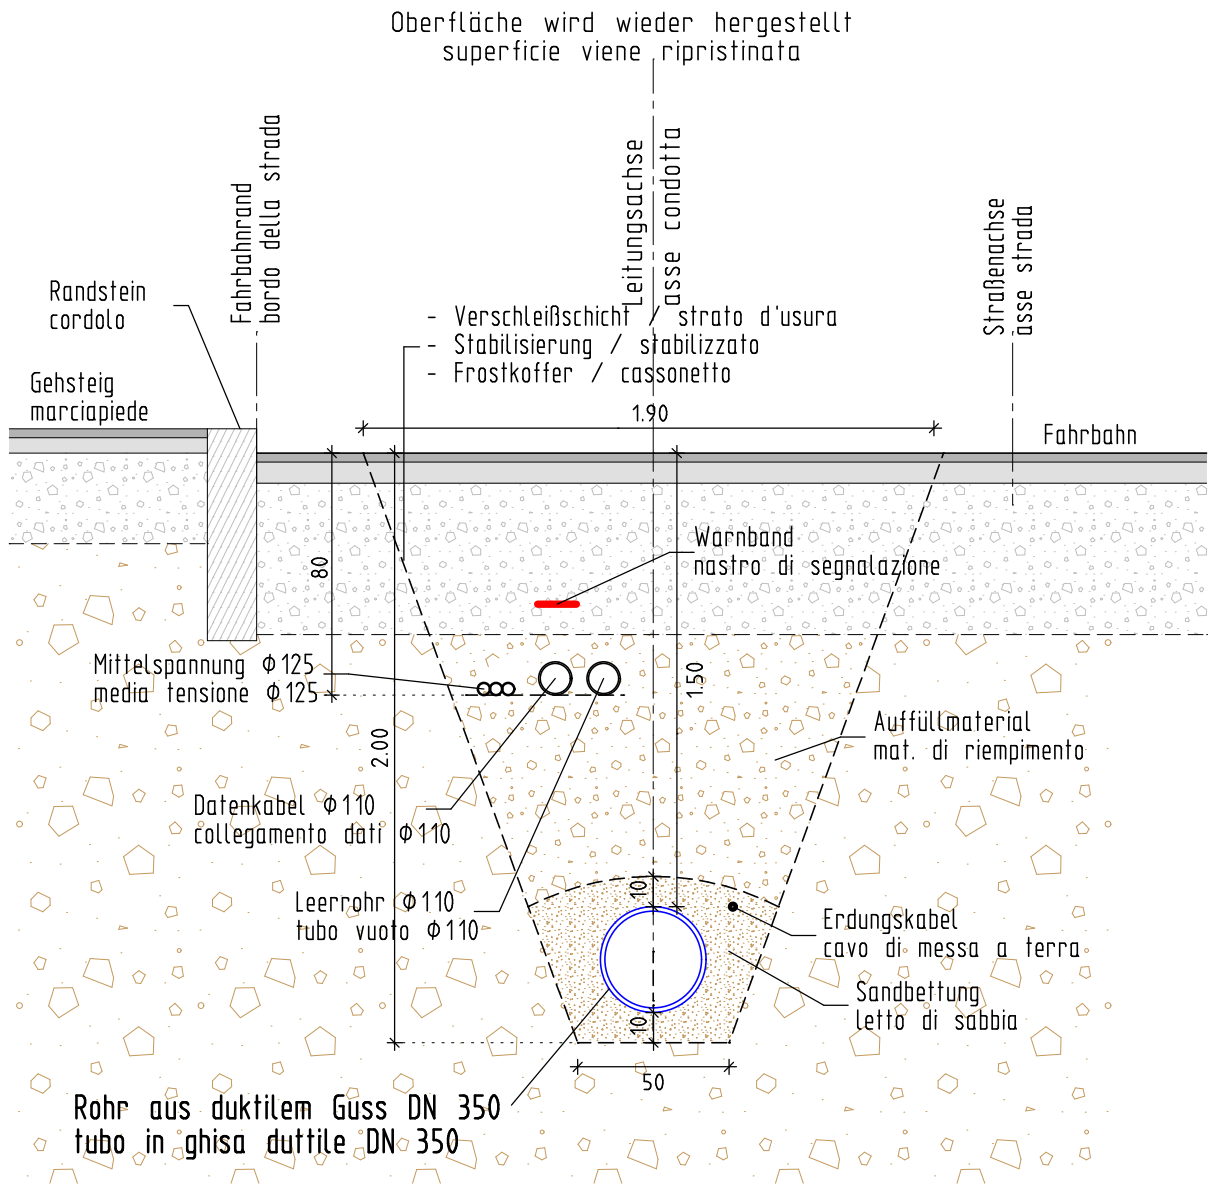 Oberfläche wird wieder hergestellt
superficie viene ripristinata
Fahrbahnrand
bordo della strada
Leitungsachse
asse condotta
Straßenachse
asse strada
Randstein
cordolo
- Verschleißschicht / strato d'usura
- Stabilisierung / stabilizzato
- Frostkoffer / cassonetto
Gehsteig
marciapiede
1.90
Fahrbahn
Warnband
nastro di segnalazione
80
Mittelspannung Φ125
media tensione Φ125
1.50
2.00
Auffüllmaterial
mat. di riempimento
Datenkabel Φ110
collegamento dati Φ110
10
Leerrohr Φ110
tubo vuoto Φ110
Erdungskabel
cavo di messa a terra
Sandbettung
letto di sabbia
10
50
Rohr aus duktilem Guss DN 350
tubo in ghisa duttile DN 350